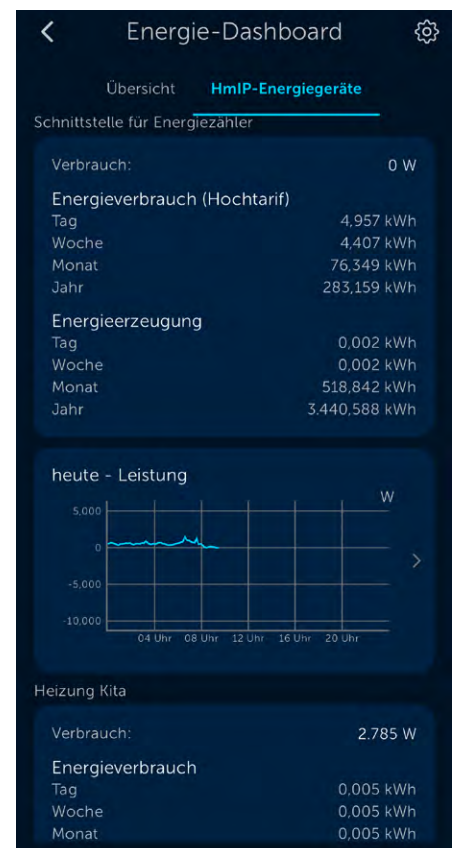 Energie-Dashboard
Übersicht HmIP-Energiegeräte
Schnittstelle für Energiezähler
Verbrauch: 0 W
Energieverbrauch (Hochtarif)
Tag 4,957 kWh
Woche 4,407 kWh
Monat 76,349 kWh
Jahr 283,159 kWh
Energieerzeugung
Tag 0,002 kWh
Woche 0,002 kWh
Monat 518,842 kWh
Jahr 3.440,588 kWh
heute - Leistung
W
5,000
0
-5,000
-10,000
04 Uhr 08 Uhr 12 Uhr 16 Uhr 20 Uhr
Heizung Kita
Verbrauch: 2.785 W
Energieverbrauch
Tag 0,005 kWh
Woche 0,005 kWh
Monat 0,005 kWh